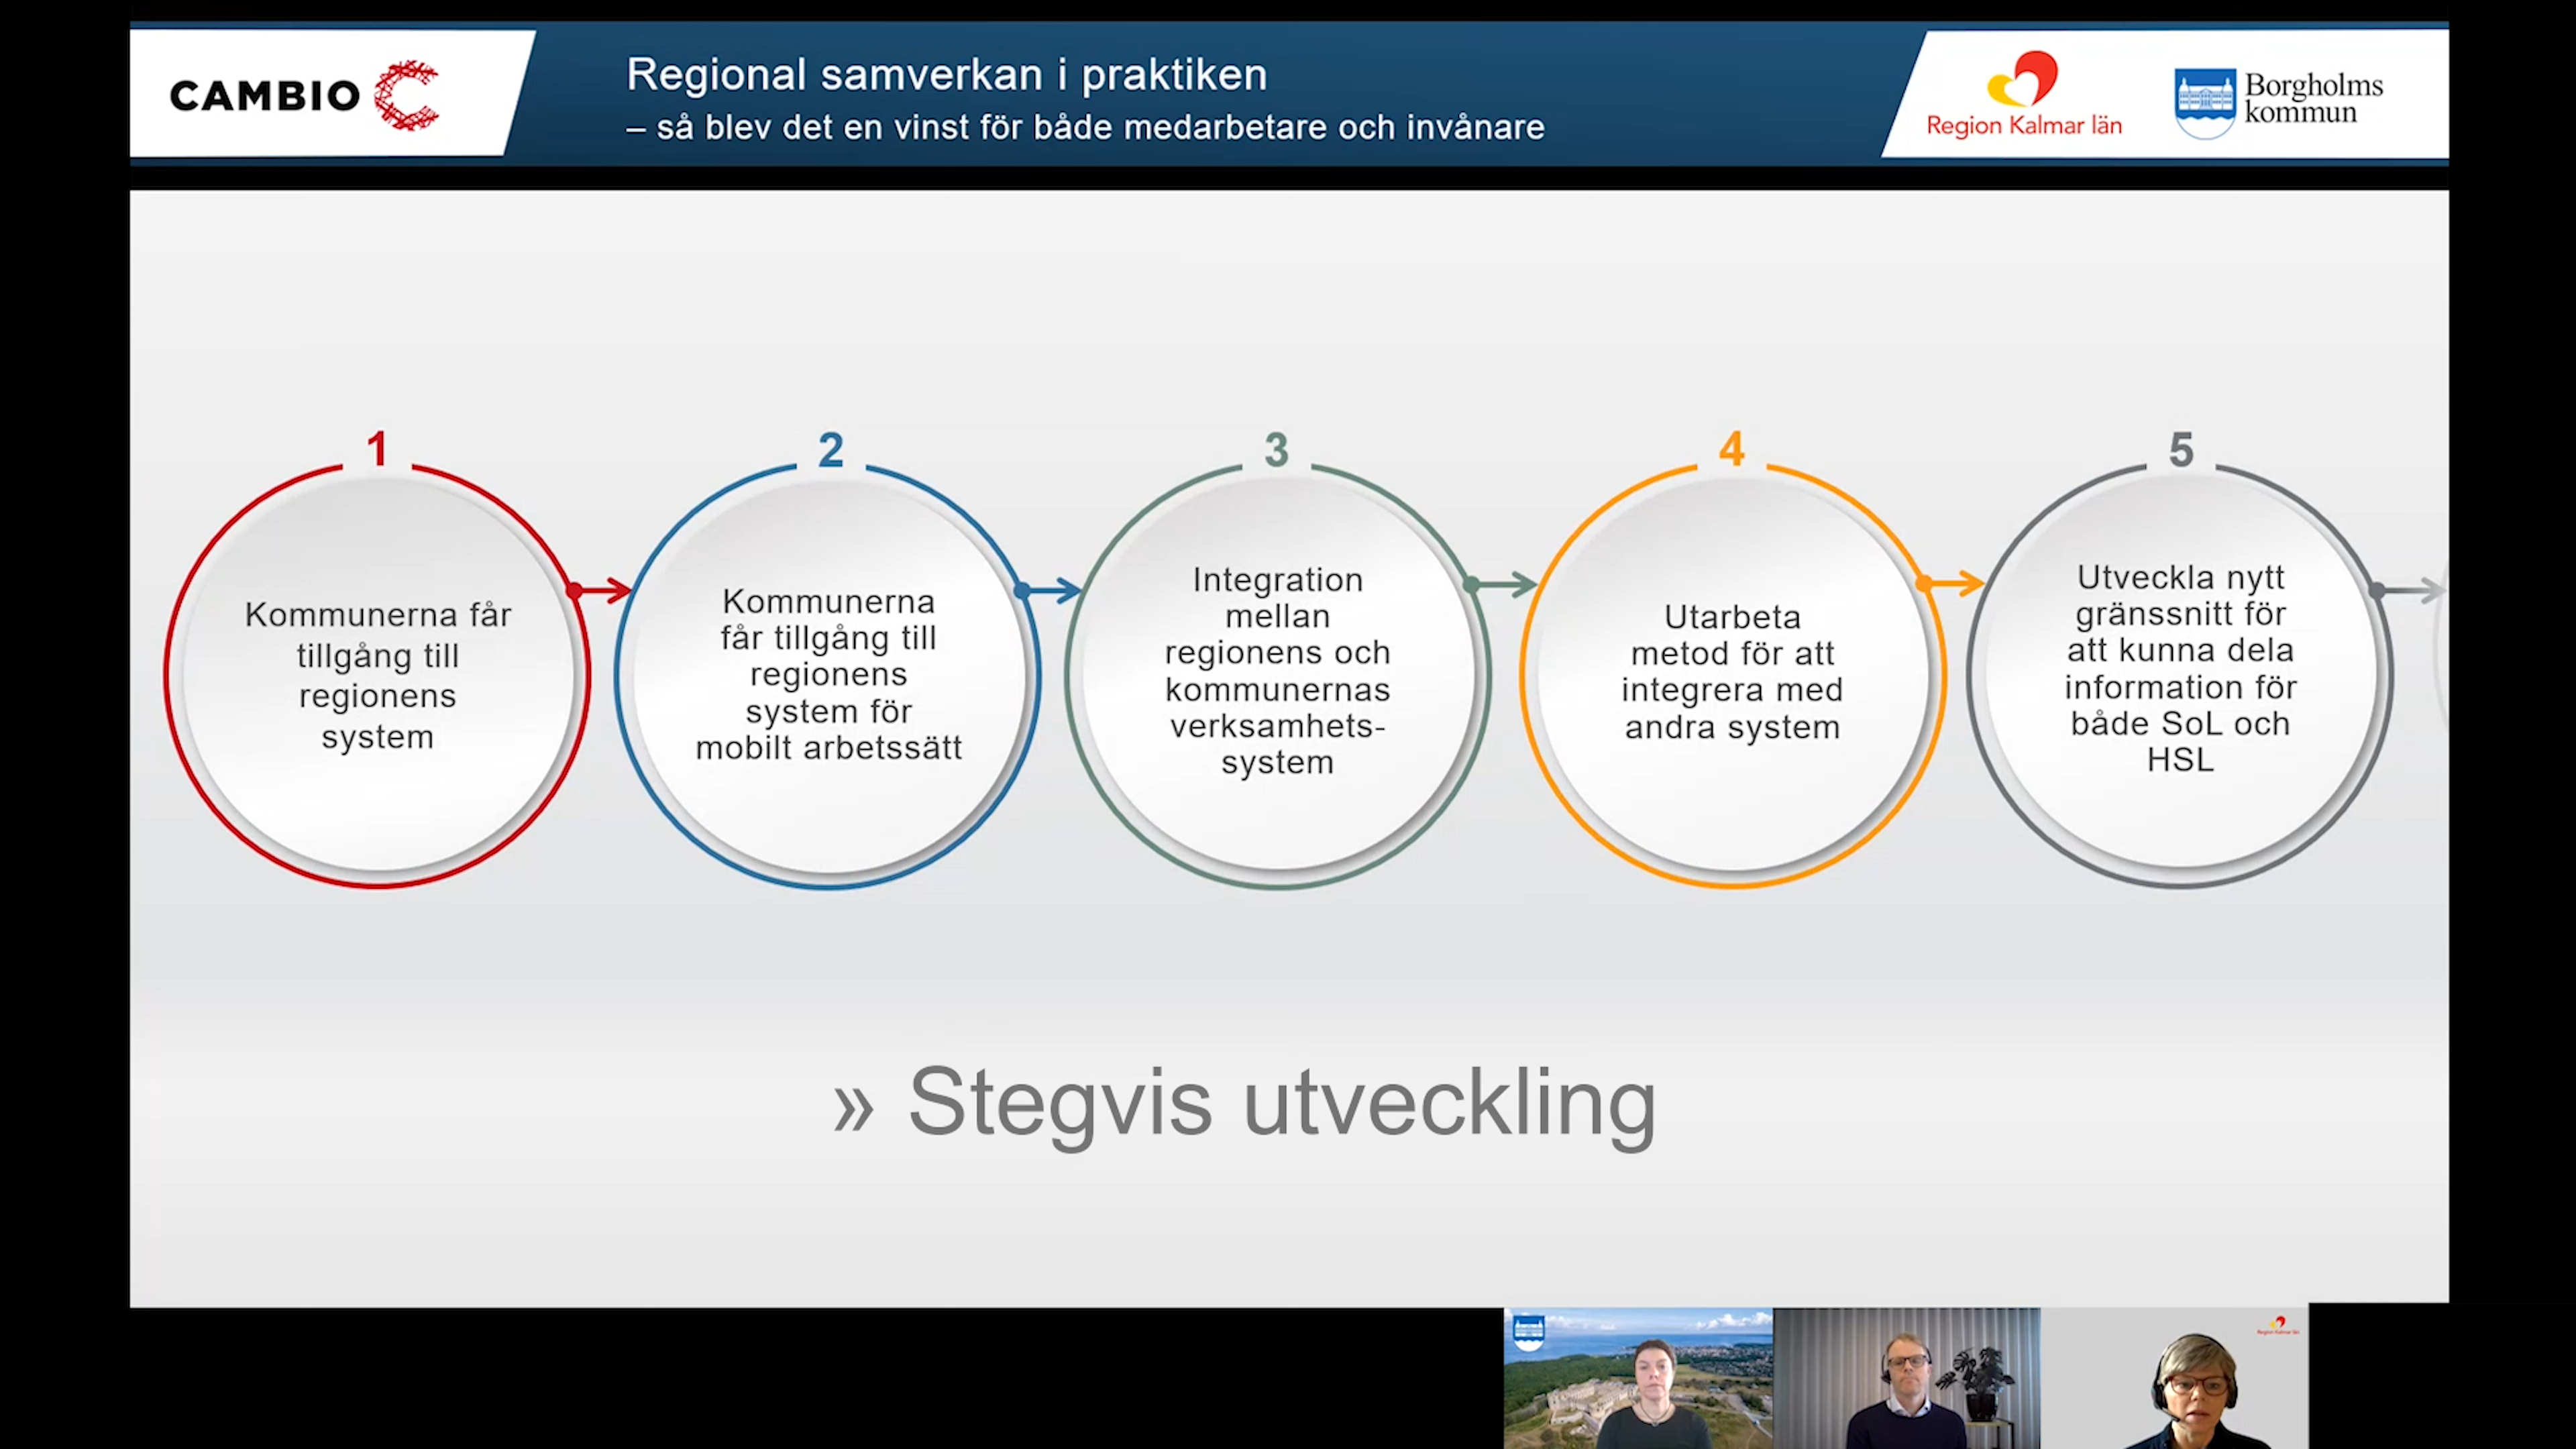 CAMBIO
Regional samverkan i praktiken
– så blev det en vinst för både medarbetare och invånare
Region Kalmar län
Borgholms
kommun
1
Kommunerna får
tillgång till
regionens
system
2
Kommunerna
får tillgång till
regionens
system för
mobilt arbetssätt
3
Integration
mellan
regionens och
kommunernas
verksamhets-
system
4
Utarbeta
metod för att
integrera med
andra system
5
Utveckla nytt
gränssnitt för
att kunna dela
information för
både SoL och
HSL
» Stegvis utveckling
Region Kalmar län